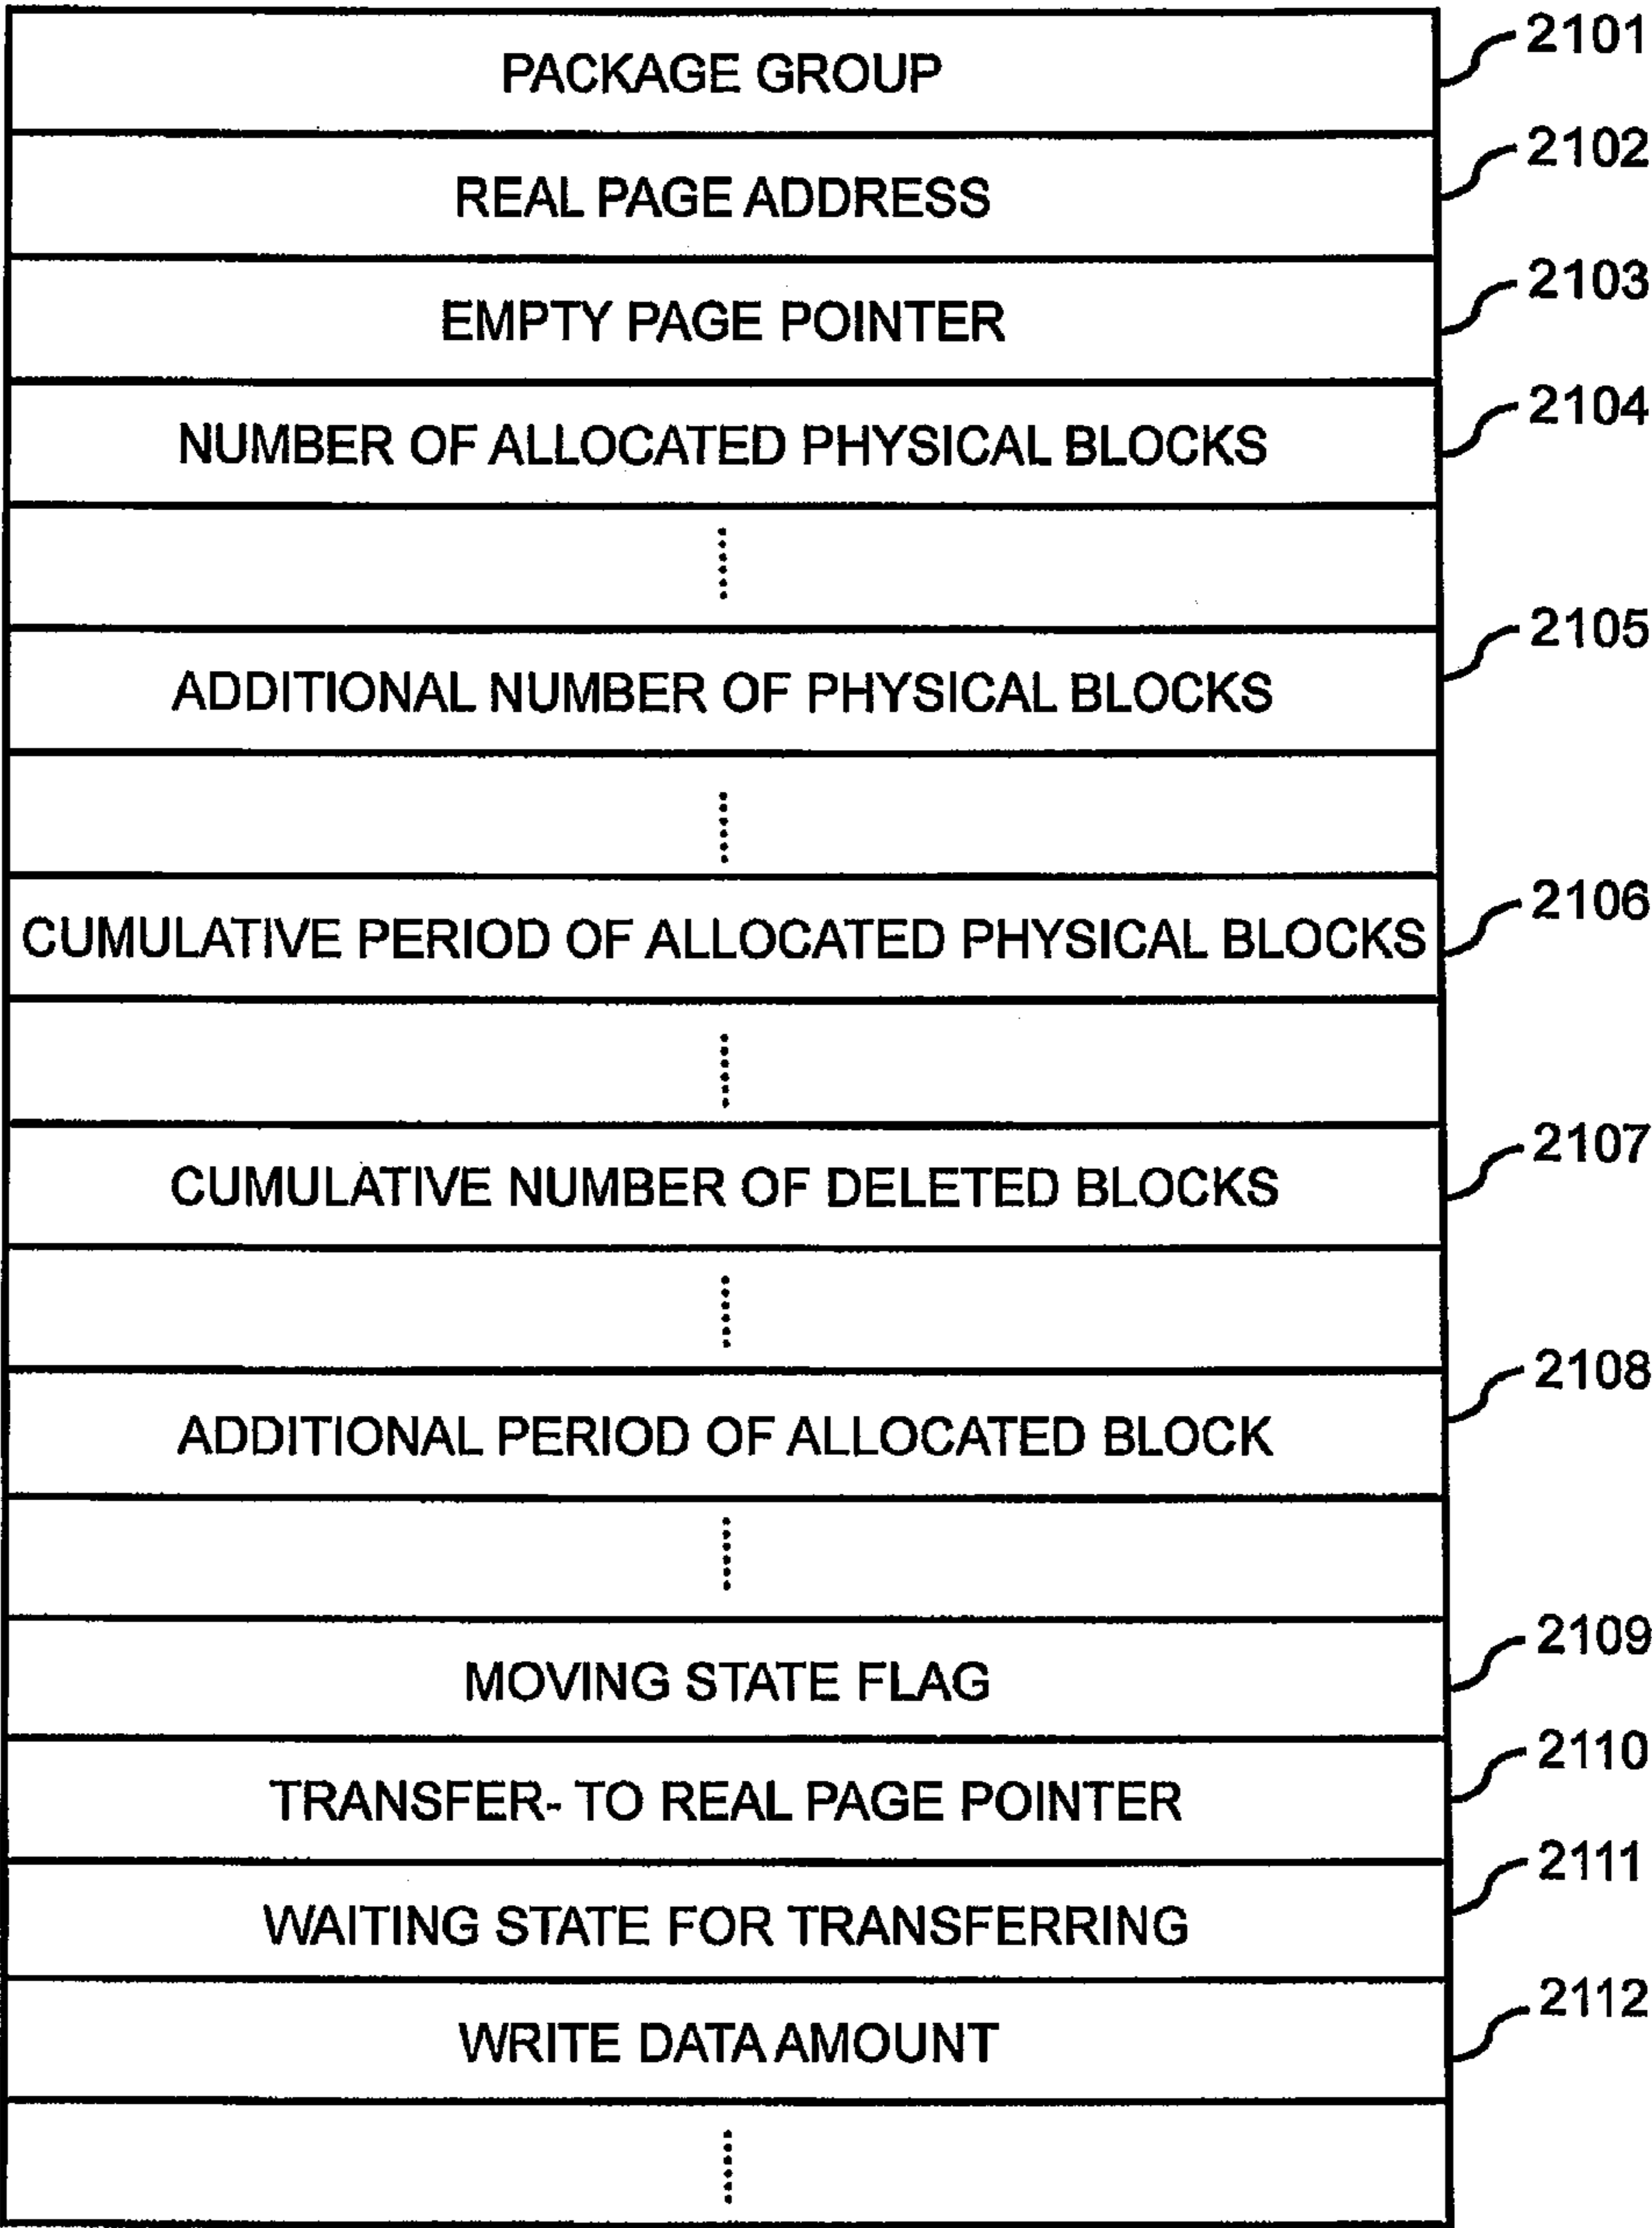 PACKAGE GROUP 2101
REAL PAGE ADDRESS 2102
EMPTY PAGE POINTER 2103
NUMBER OF ALLOCATED PHYSICAL BLOCKS 2104
ADDITIONAL NUMBER OF PHYSICAL BLOCKS 2105
CUMULATIVE PERIOD OF ALLOCATED PHYSICAL BLOCKS 2106
CUMULATIVE NUMBER OF DELETED BLOCKS 2107
ADDITIONAL PERIOD OF ALLOCATED BLOCK 2108
MOVING STATE FLAG 2109
TRANSFER- TO REAL PAGE POINTER 2110
WAITING STATE FOR TRANSFERRING 2111
WRITE DATA AMOUNT 2112